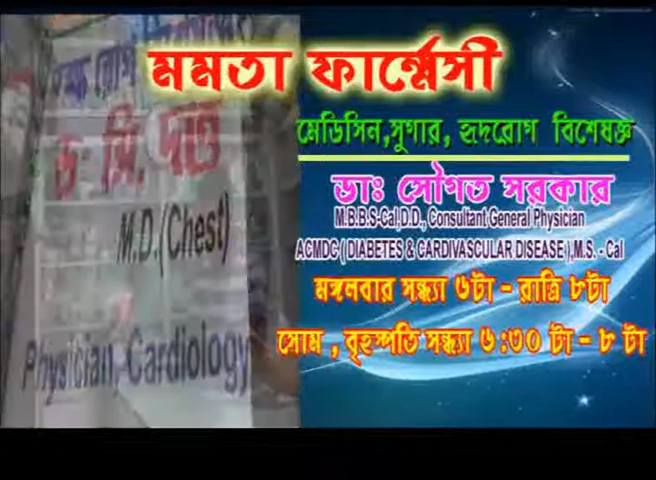 মমতা ফার্মেসী
মেডিসিন,সুগার, হৃদরোগ বিশেষজ্ঞ
ডাঃ সৌগত সরকার
M.B.B.S-Cal,D.D., Consultant General Physician
ACMDC ( DIABETES & CARDIVASCULAR DISEASE ),M.S. - Cal
মঙ্গলবার সন্ধ্যা ৬টা - রাত্রি ৮টা
সোম , বৃহস্পতি সন্ধ্যা ৬:৩০ টা - ৮ টা
ডঃ সি. দত্ত
M.D.(Chest)
Physician, Cardiology